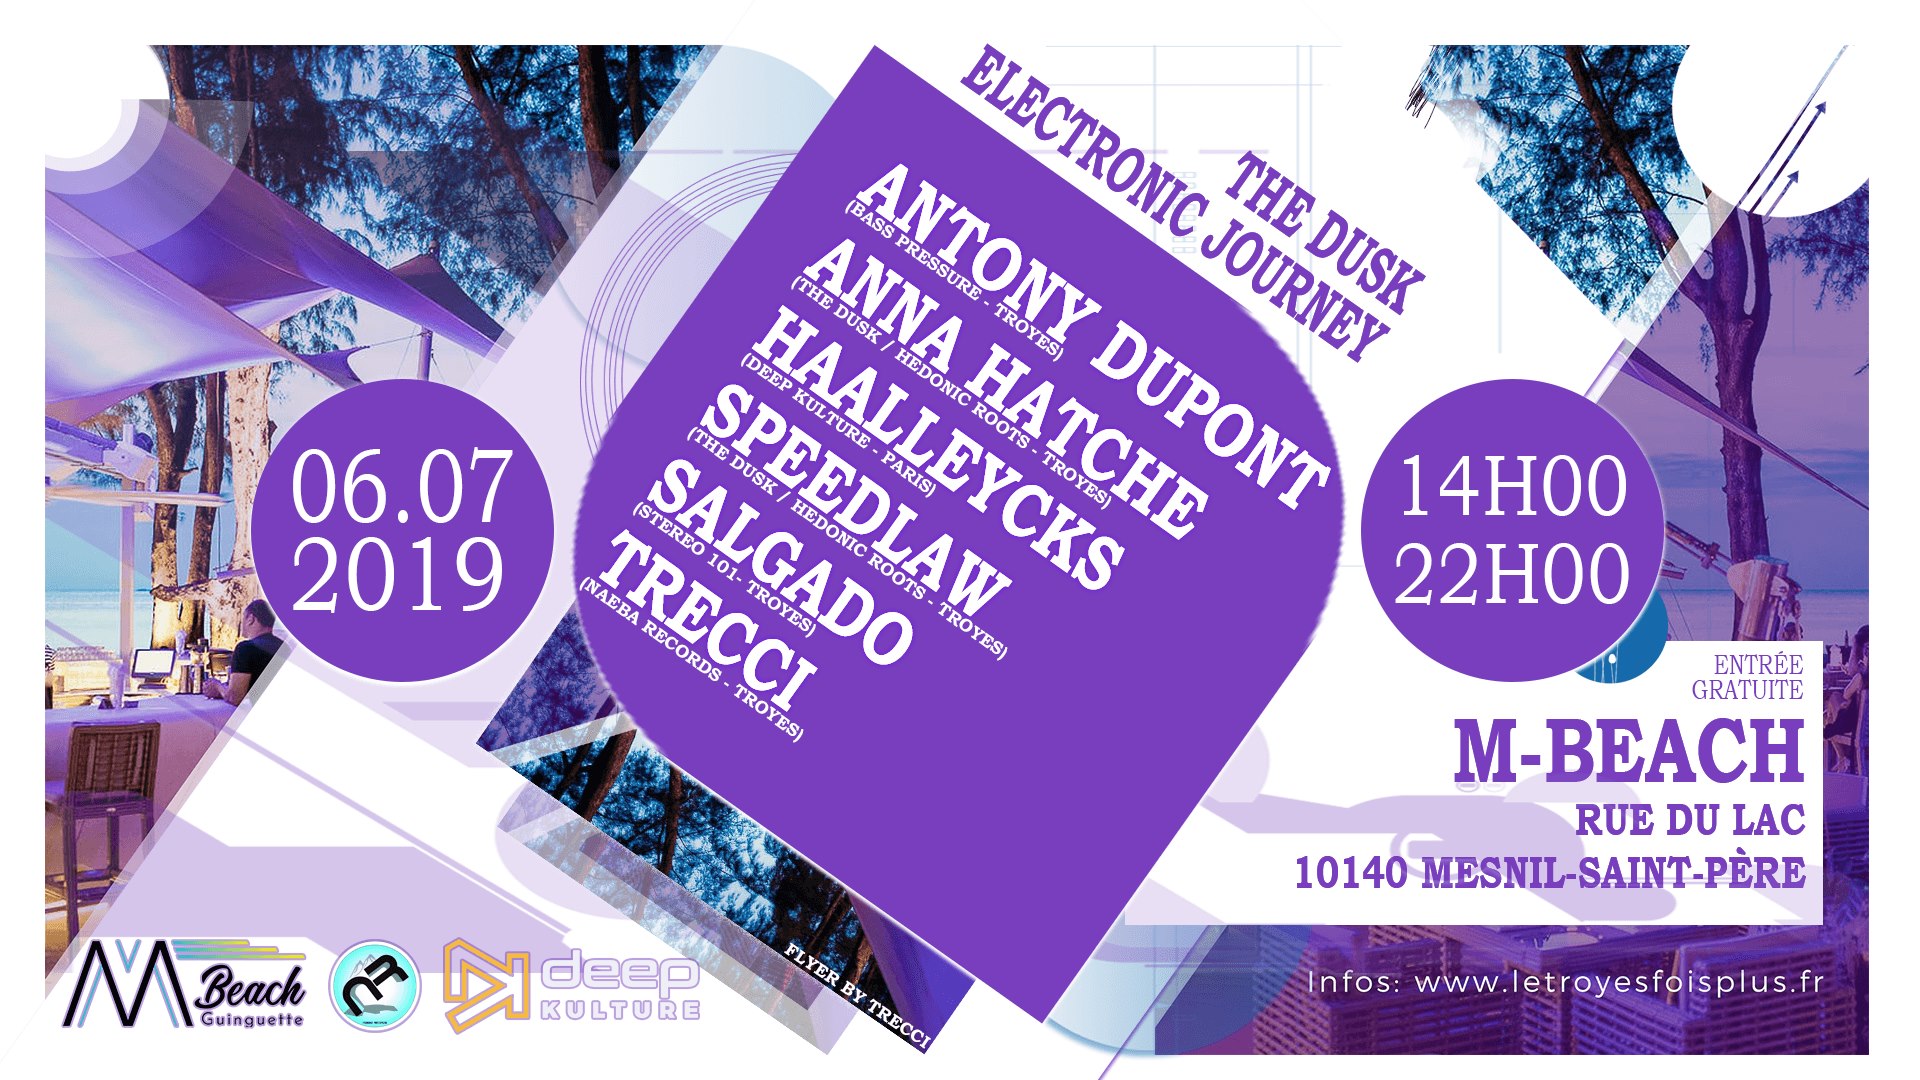 THE DUSK
ELECTRONIC JOURNEY
ANTONY DUPONT
(BASS PRESSURE - TROYES)
ANNA HATCHE
(THE DUSK / HEDONIC ROOTS - TROYES)
HAALLEYCKS
(DEEP KULTURE - PARIS)
SPEEDLAW
(THE DUSK / HEDONIC ROOTS - TROYES)
SALGADO
(STEREO 101- TROYES)
TRECCI
(NAEBA RECORDS - TROYES)
06.07
2019
14H00
22H00
ENTRÉE
GRATUITE
M-BEACH
RUE DU LAC
10140 MESNIL-SAINT-PÈRE
Infos: www.letroyesfoisplus.fr
FLYER BY TRECCI
M
Beach
Guinguette
deep
KULTURE